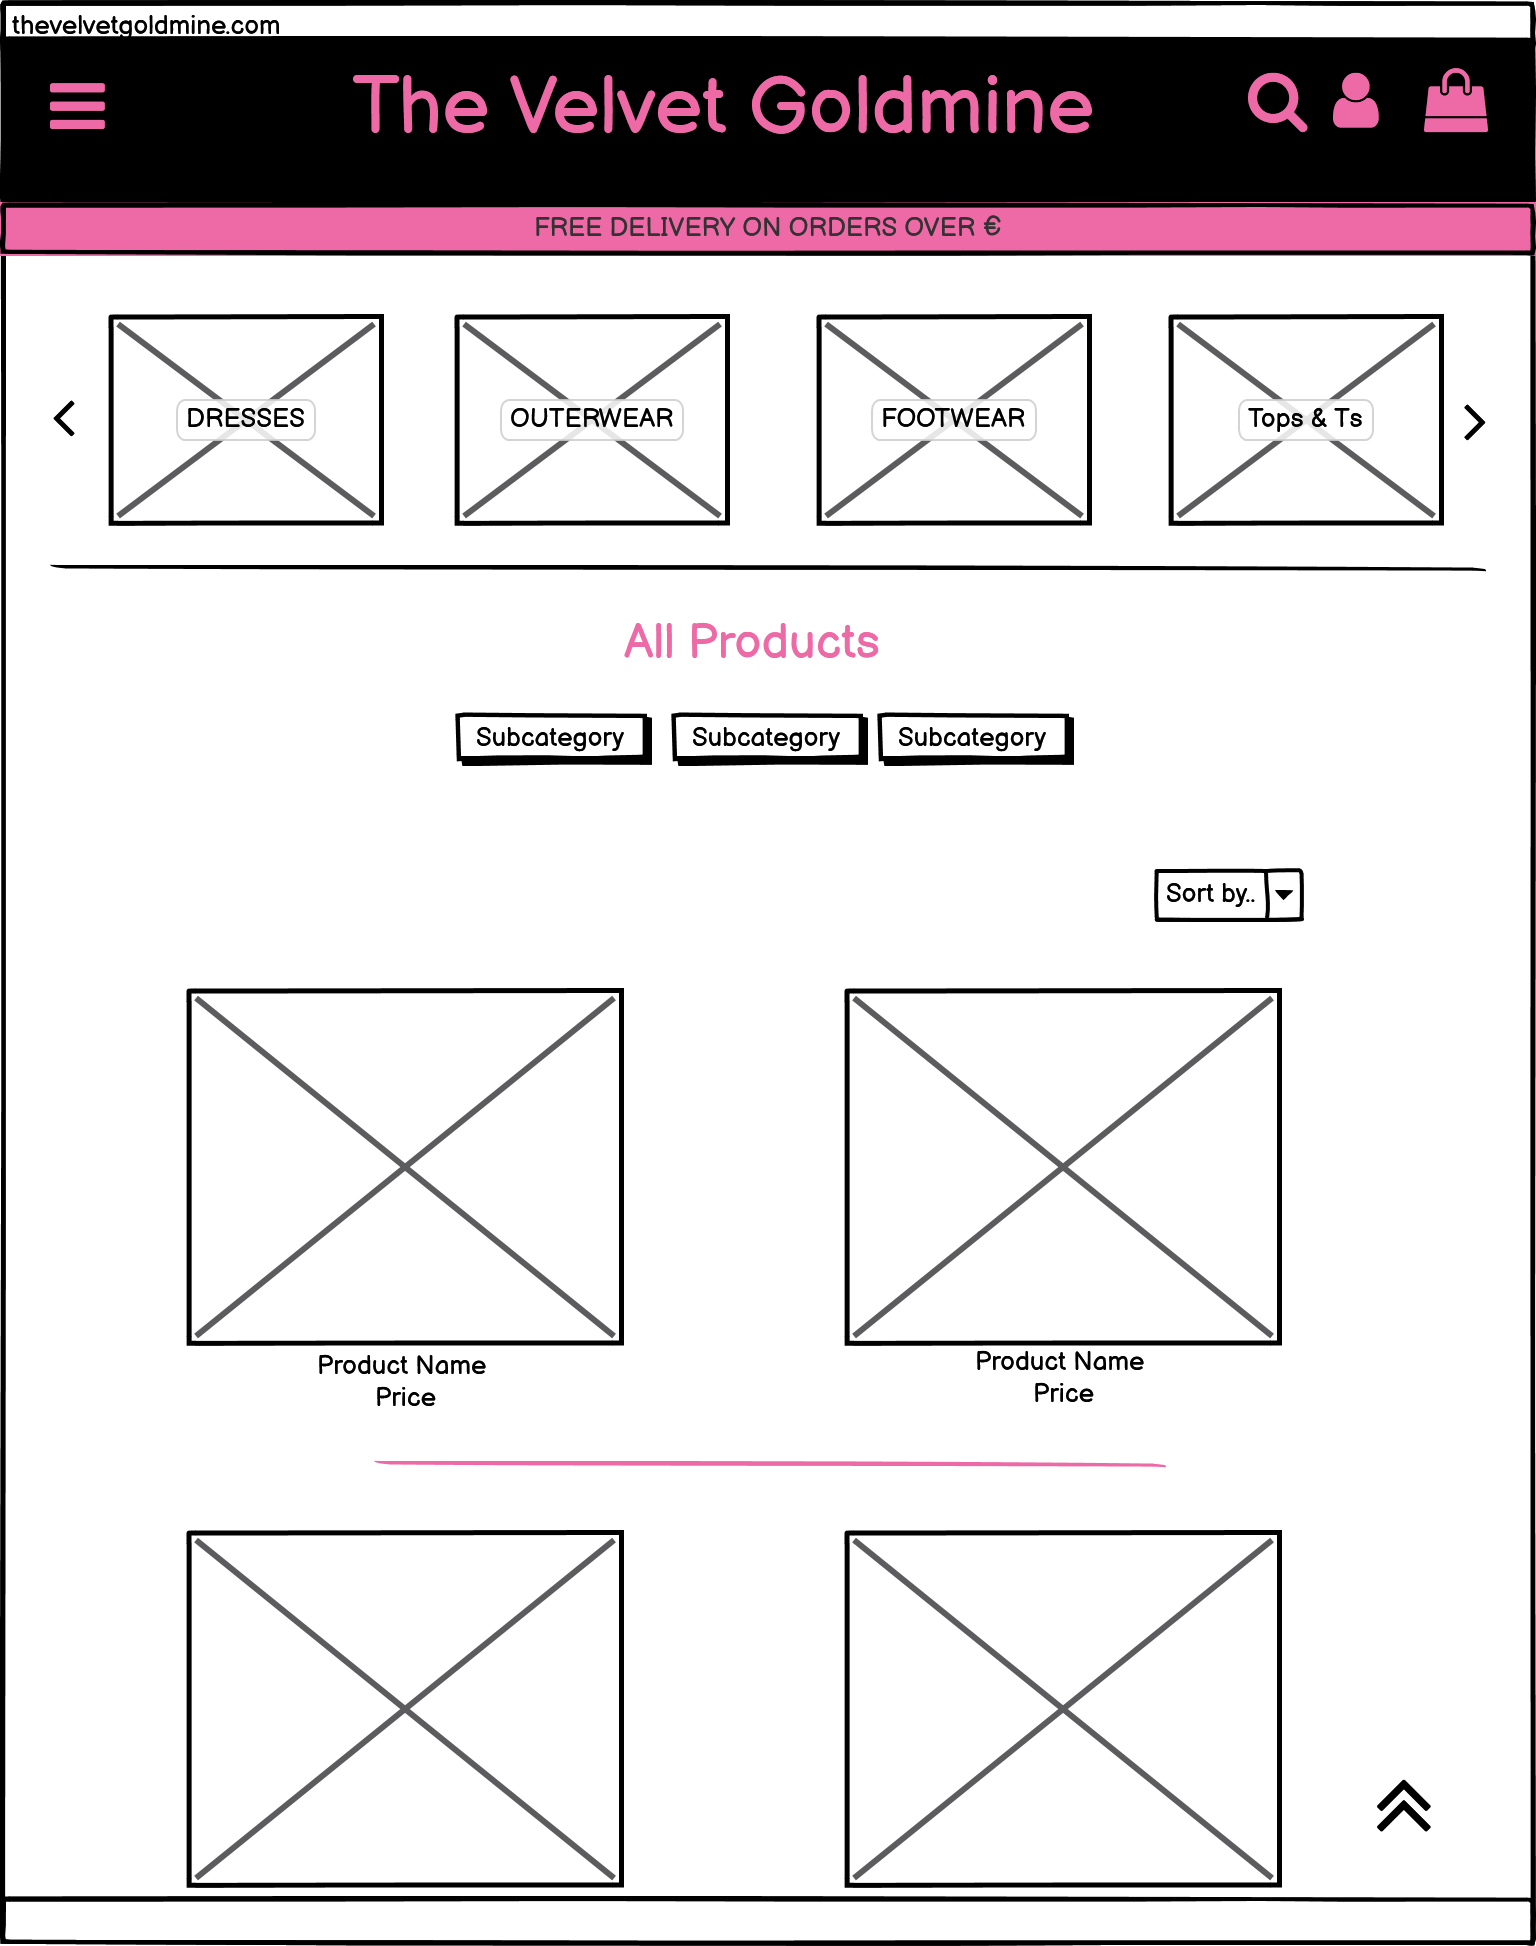 thevelvetgoldmine.com
The Velvet Goldmine
FREE DELIVERY ON ORDERS OVER €
DRESSES
OUTERWEAR
FOOTWEAR
Tops & Ts
All Products
Subcategory
Subcategory
Subcategory
Sort by..
Product Name
Price
Product Name
Price